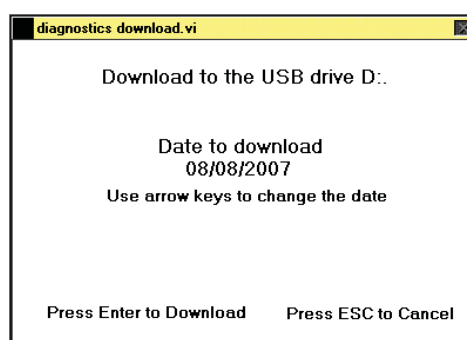 diagnostics download.vi
Download to the USB drive D:.
Date to download
08/08/2007
Use arrow keys to change the date
Press Enter to Download Press ESC to Cancel